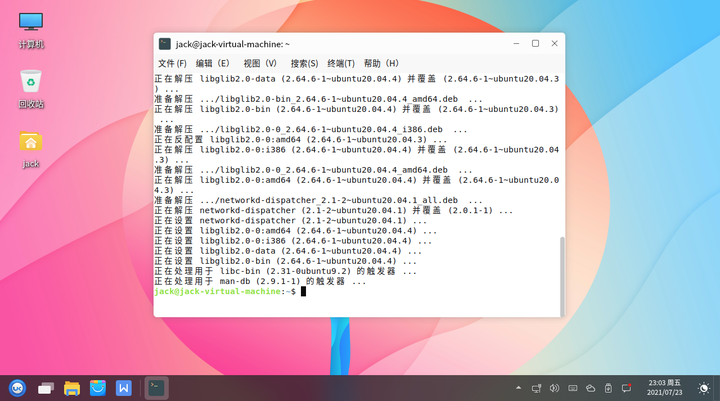 计算机
回收站
jack
jack@jack-virtual-machine: ~
文件(F) 编辑(E) 视图(V) 搜索(S) 终端(T) 帮助(H)
正在解压 libglib2.0-data (2.64.6-1~ubuntu20.04.4) 并覆盖 (2.64.6-1~ubuntu20.04.3
) ...
准备解压 .../libglib2.0-bin_2.64.6-1~ubuntu20.04.4_amd64.deb ...
正在解压 libglib2.0-bin (2.64.6-1~ubuntu20.04.4) 并覆盖 (2.64.6-1~ubuntu20.04.3)
...
准备解压 .../libglib2.0-0_2.64.6-1~ubuntu20.04.4_i386.deb ...
正在反配置 libglib2.0-0:amd64 (2.64.6-1~ubuntu20.04.3) ...
正在解压 libglib2.0-0:i386 (2.64.6-1~ubuntu20.04.4) 并覆盖 (2.64.6-1~ubuntu20.04
.3) ...
准备解压 .../libglib2.0-0_2.64.6-1~ubuntu20.04.4_amd64.deb ...
正在解压 libglib2.0-0:amd64 (2.64.6-1~ubuntu20.04.4) 并覆盖 (2.64.6-1~ubuntu20.0
4.3) ...
准备解压 .../networkd-dispatcher_2.1-2~ubuntu20.04.1_all.deb ...
正在解压 networkd-dispatcher (2.1-2~ubuntu20.04.1) 并覆盖 (2.0.1-1) ...
正在设置 networkd-dispatcher (2.1-2~ubuntu20.04.1) ...
正在设置 libglib2.0-0:amd64 (2.64.6-1~ubuntu20.04.4) ...
正在设置 libglib2.0-0:i386 (2.64.6-1~ubuntu20.04.4) ...
正在设置 libglib2.0-data (2.64.6-1~ubuntu20.04.4) ...
正在设置 libglib2.0-bin (2.64.6-1~ubuntu20.04.4) ...
正在处理用于 libc-bin (2.31-0ubuntu9.2) 的触发器 ...
正在处理用于 man-db (2.9.1-1) 的触发器 ...
jack@jack-virtual-machine:~$
23:03 周五
2021/07/23